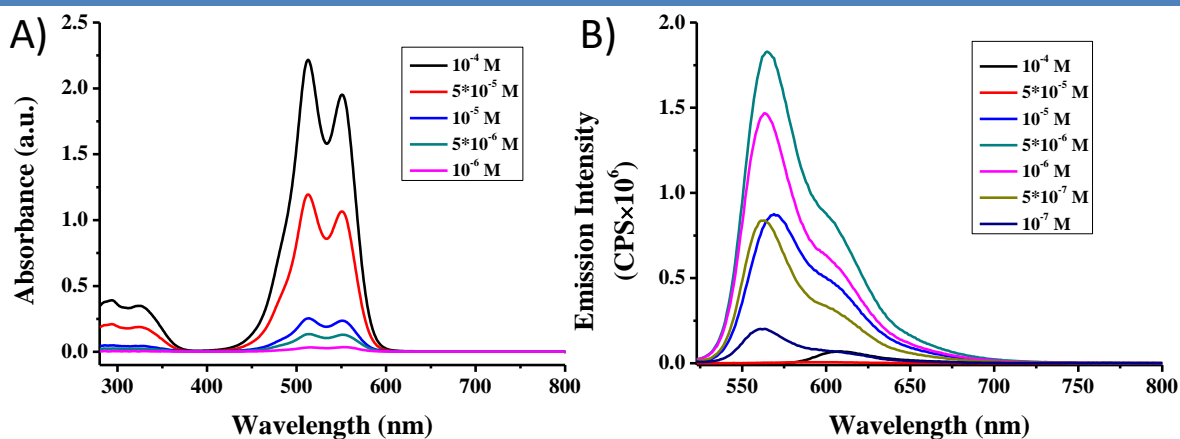 A)
2.5
2.0
1.5
1.0
0.5
0.0
Absorbance (a.u.)
10⁻⁴ M
5*10⁻⁵ M
10⁻⁵ M
5*10⁻⁶ M
10⁻⁶ M
300 400 500 600 700 800
Wavelength (nm)
B)
2.0
1.5
1.0
0.5
0.0
Emission Intensity
(CPS×10⁶)
10⁻⁴ M
5*10⁻⁵ M
10⁻⁵ M
5*10⁻⁶ M
10⁻⁶ M
5*10⁻⁷ M
10⁻⁷ M
550 600 650 700 750 800
Wavelength (nm)